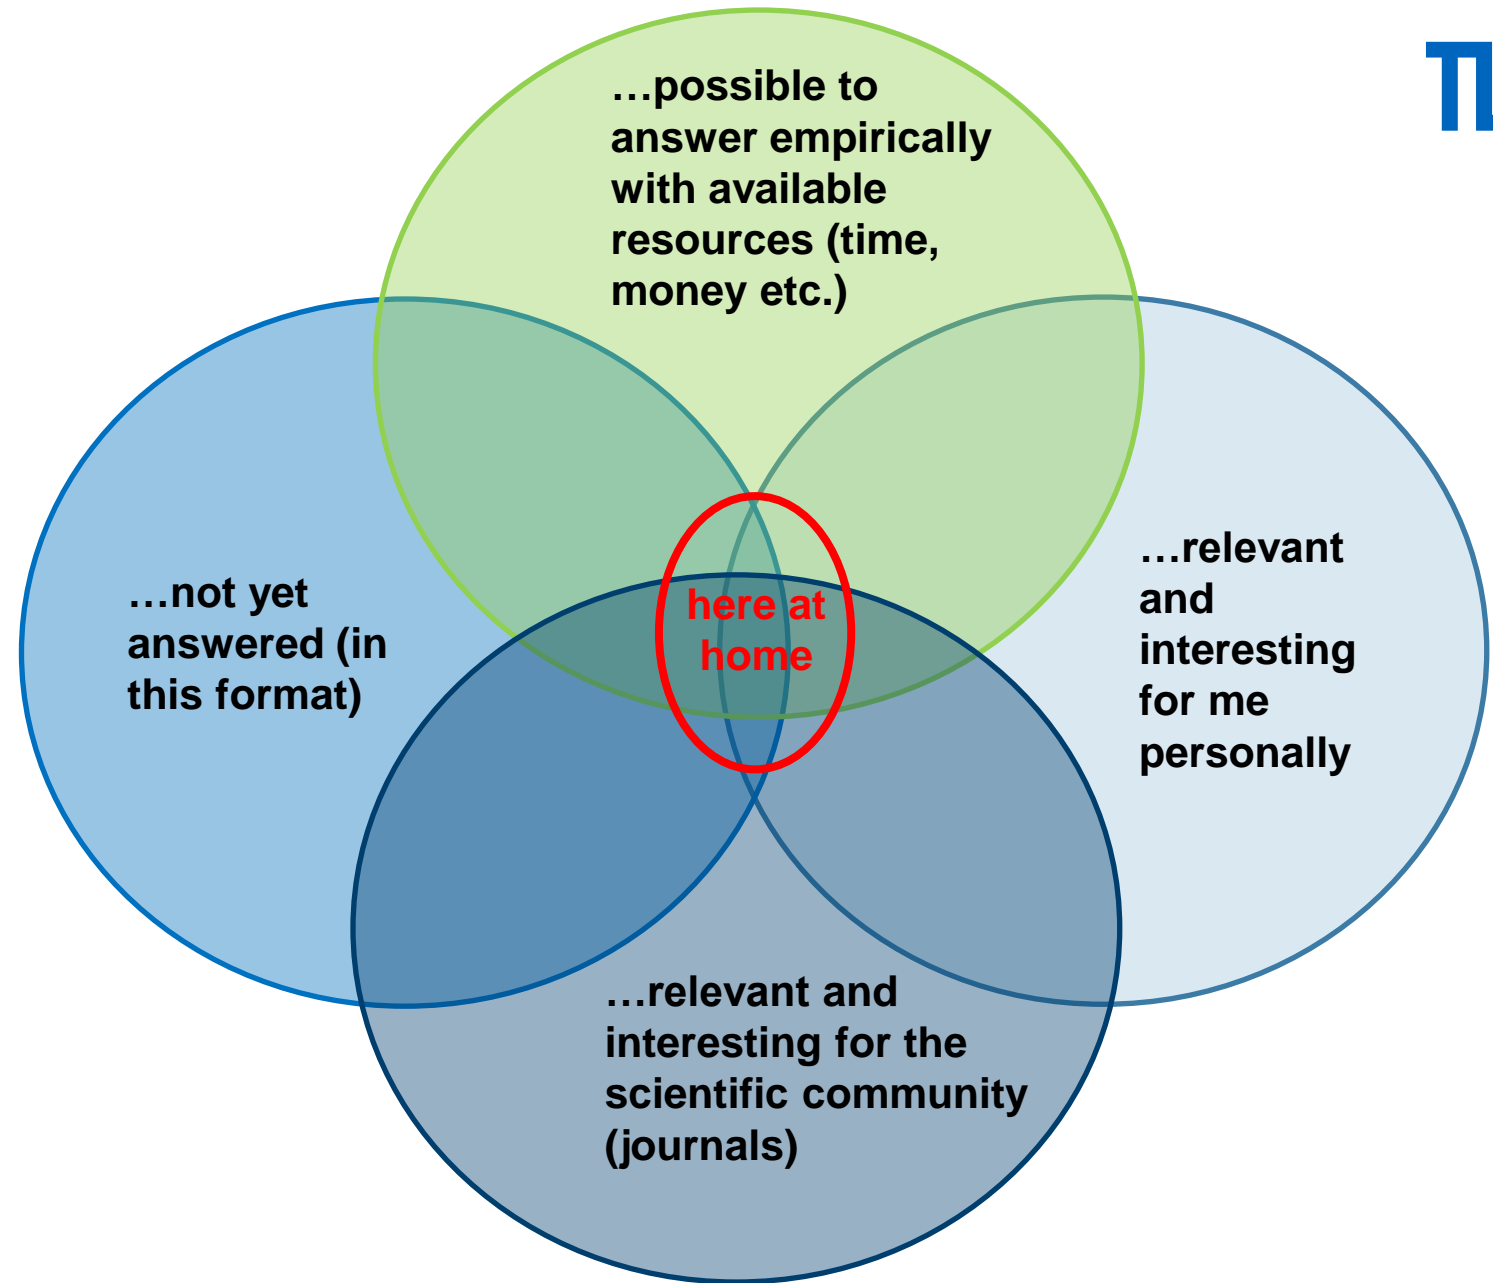 …possible to
answer empirically
with available
resources (time,
money etc.)
…not yet
answered (in
this format)
here at
home
…relevant
and
interesting
for me
personally
…relevant and
interesting for the
scientific community
(journals)